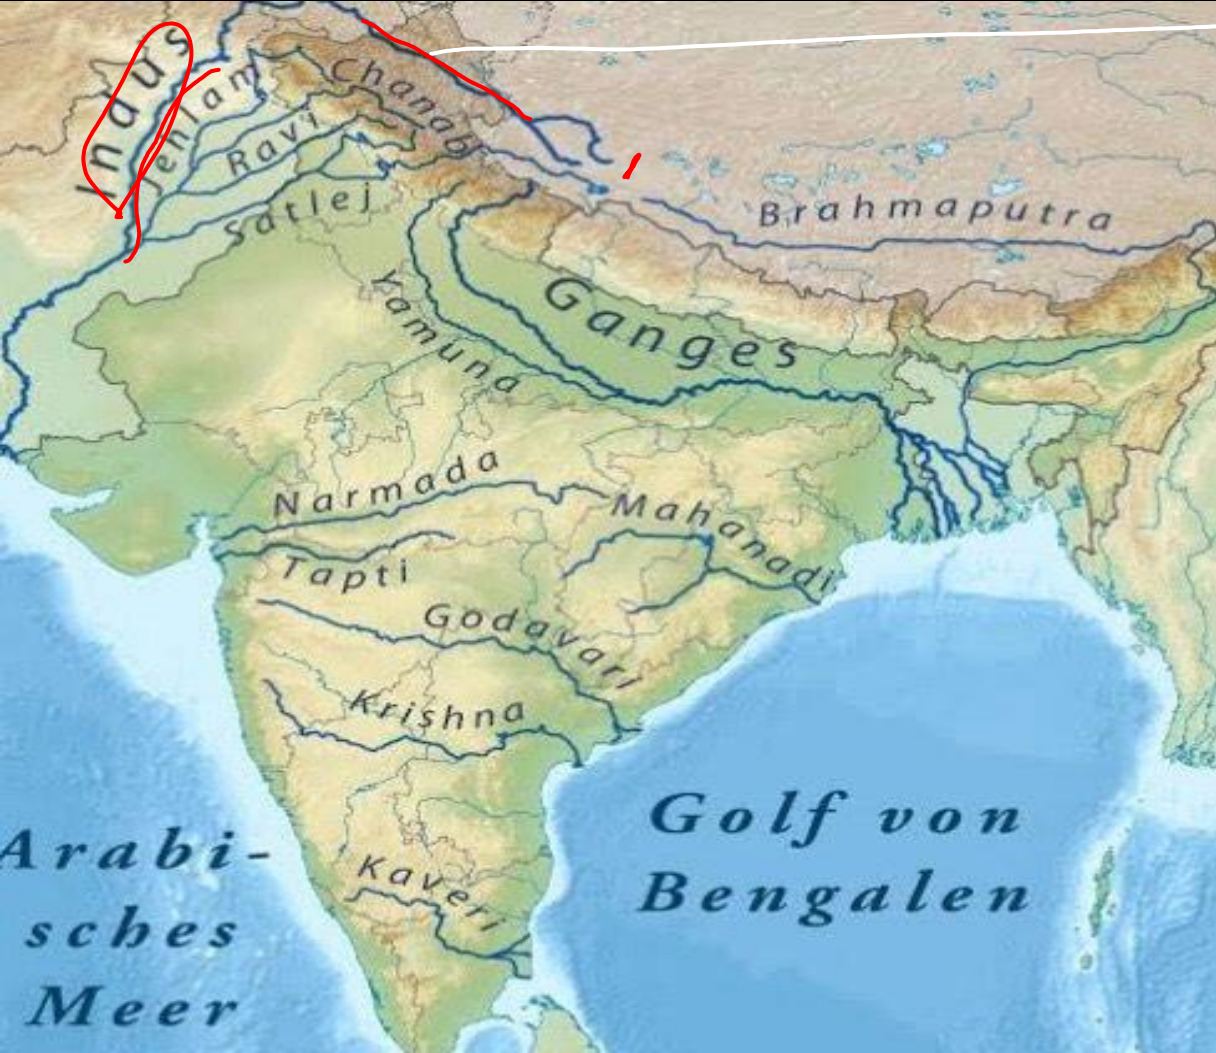 Indus
Jehlam
Chanab
Ravi
Satlej
Brahmaputra
Yamuna
Ganges
Narmada
Mahanadi
Tapti
Godavari
Krishna
Kaveri
Arabi-
sches
Meer
Golf von
Bengalen